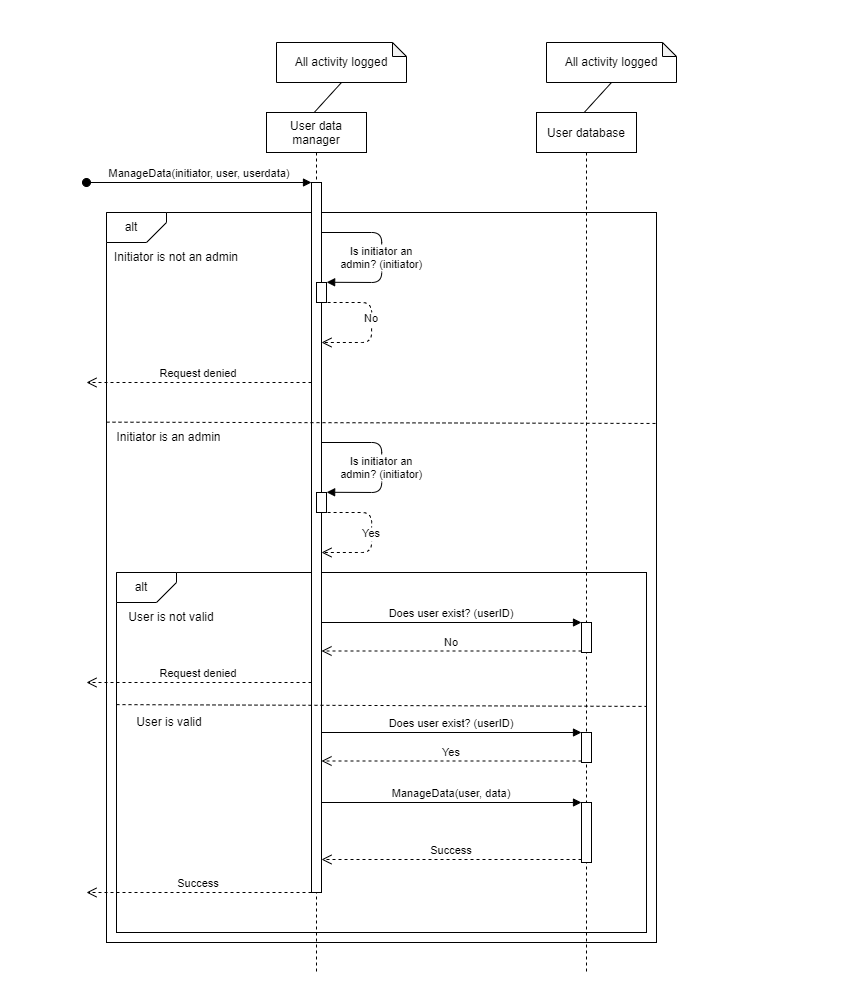 All activity logged
All activity logged
User data
manager
User database
ManageData(initiator, user, userdata)
alt
Initiator is not an admin
Is initiator an
admin? (initiator)
No
Request denied
Initiator is an admin
Is initiator an
admin? (initiator)
Yes
alt
User is not valid
Does user exist? (userID)
No
Request denied
User is valid
Does user exist? (userID)
Yes
ManageData(user, data)
Success
Success